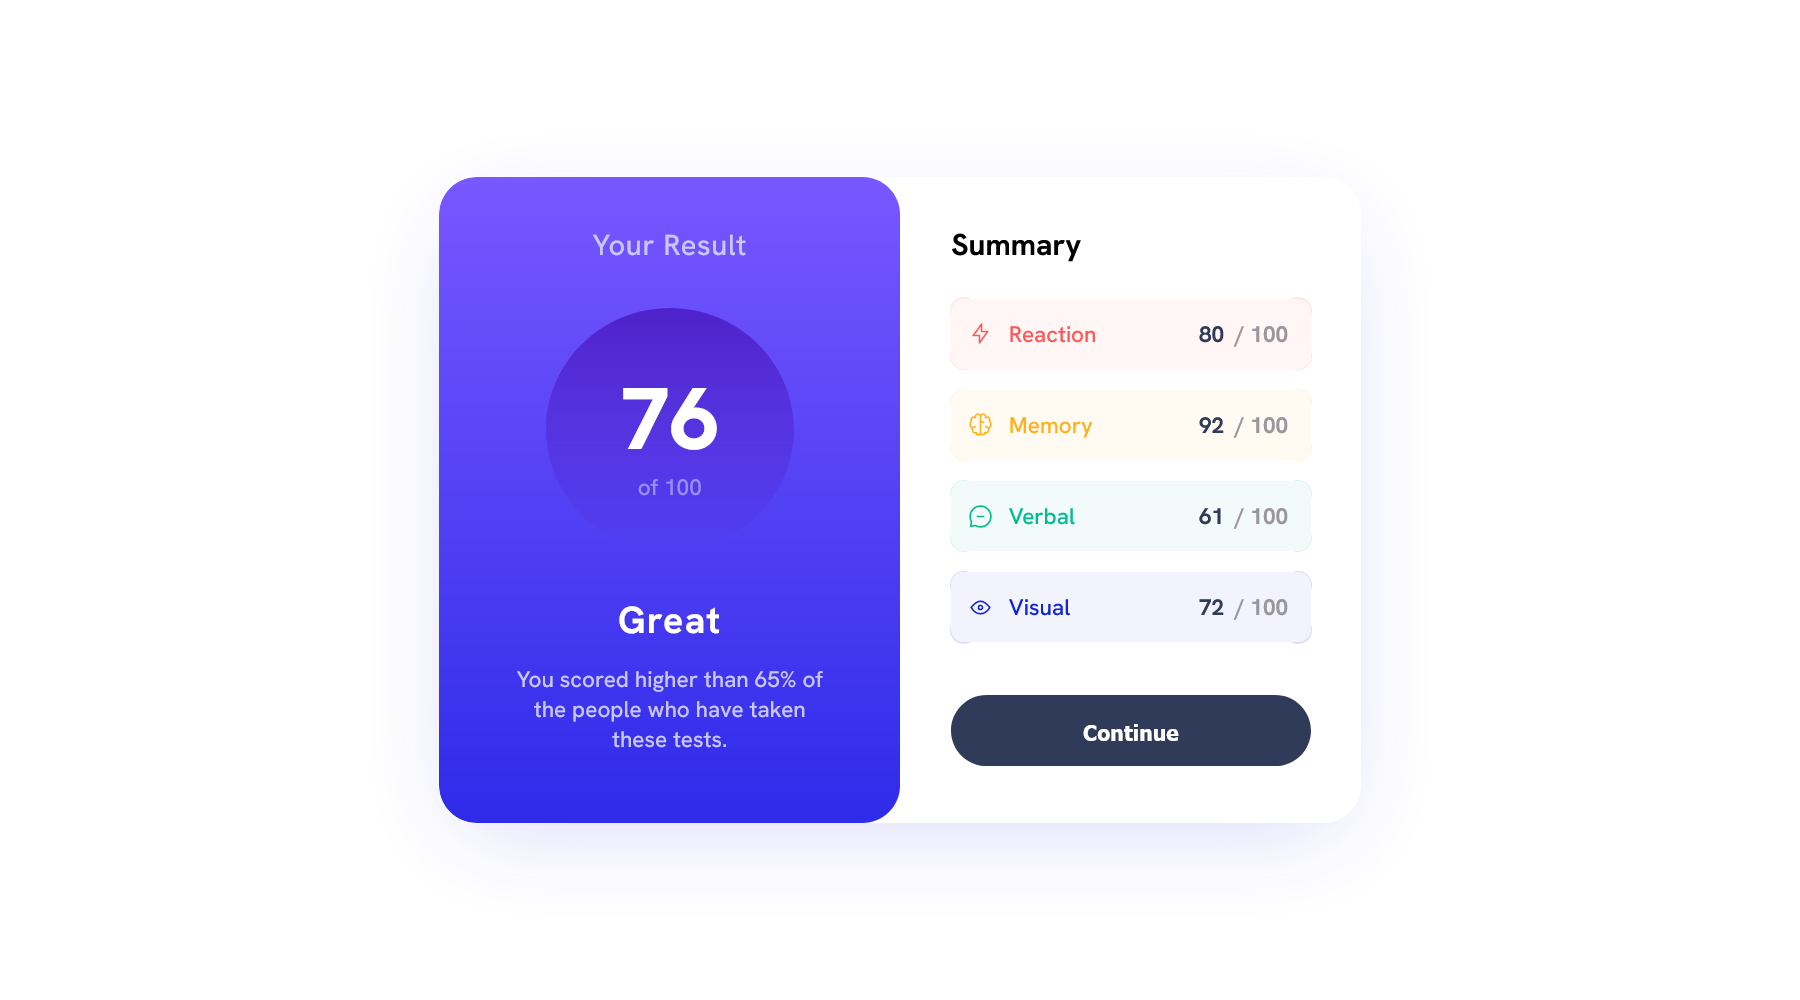 Your Result
76
of 100
Great
You scored higher than 65% of
the people who have taken
these tests.
Summary
Reaction 80 / 100
Memory 92 / 100
Verbal 61 / 100
Visual 72 / 100
Continue